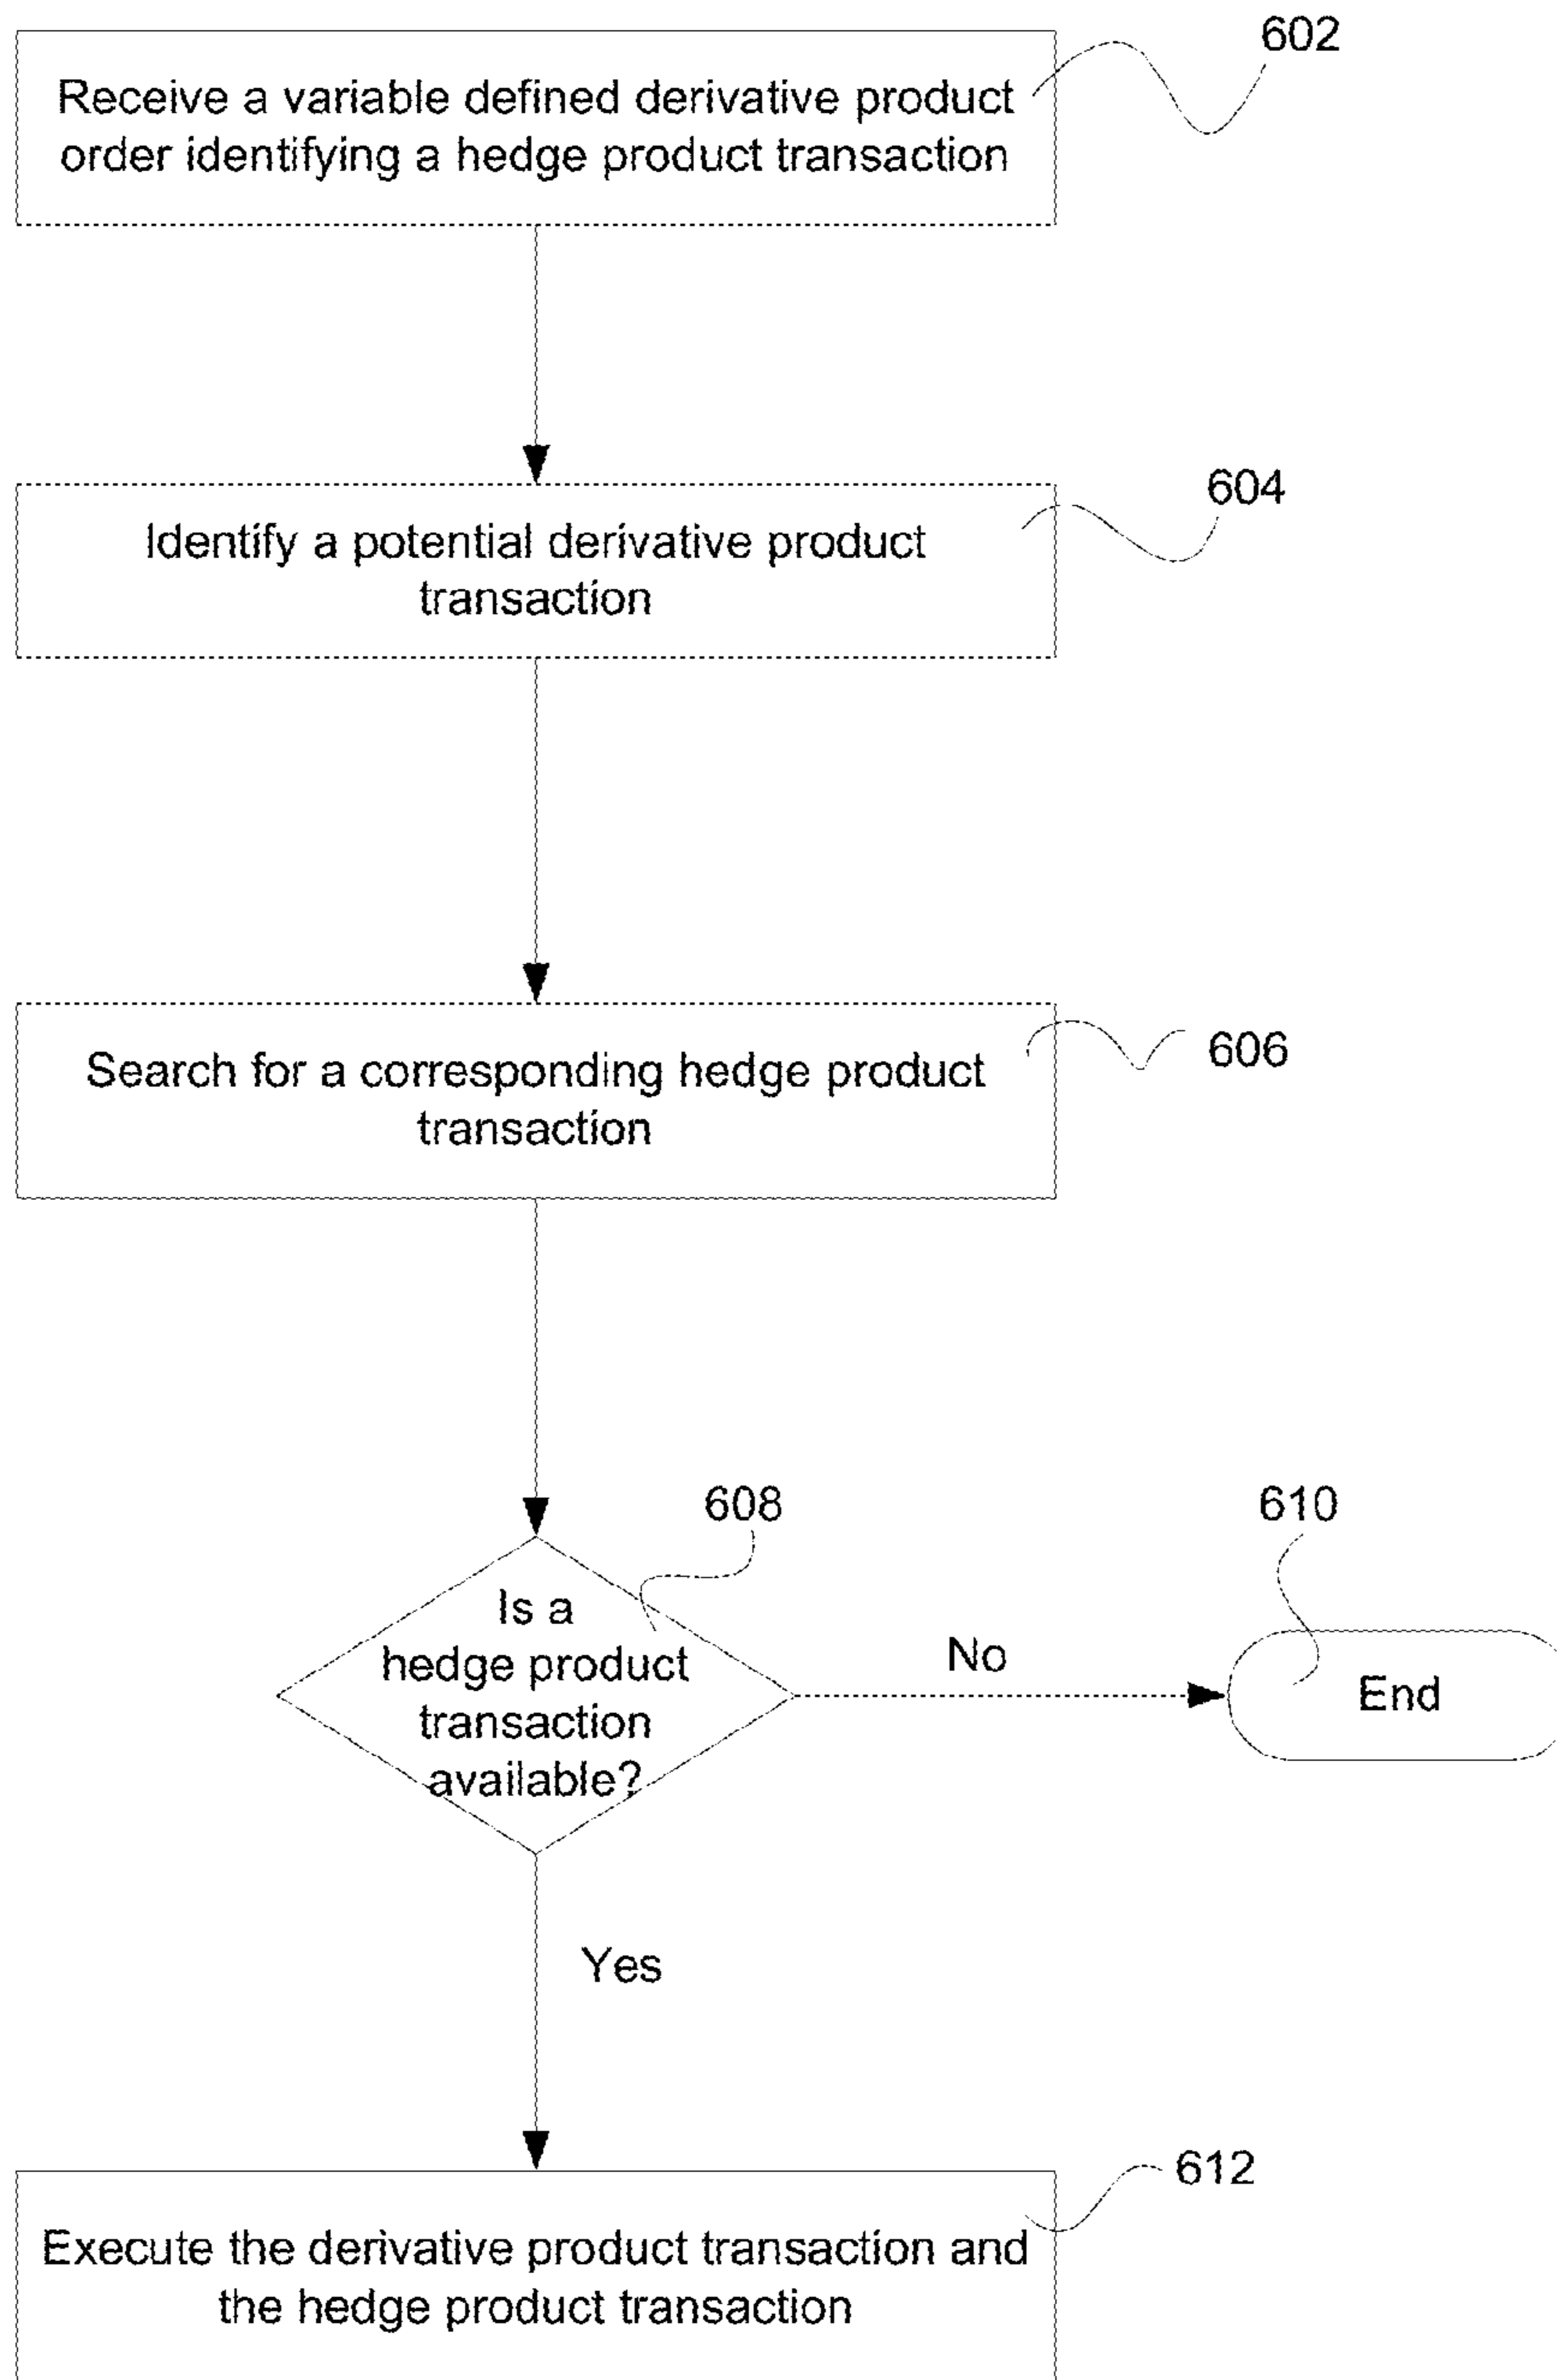 602
Receive a variable defined derivative product
order identifying a hedge product transaction
604
Identify a potential derivative product
transaction
606
Search for a corresponding hedge product
transaction
608
610
Is a
hedge product
transaction
available?
No
End
Yes
612
Execute the derivative product transaction and
the hedge product transaction